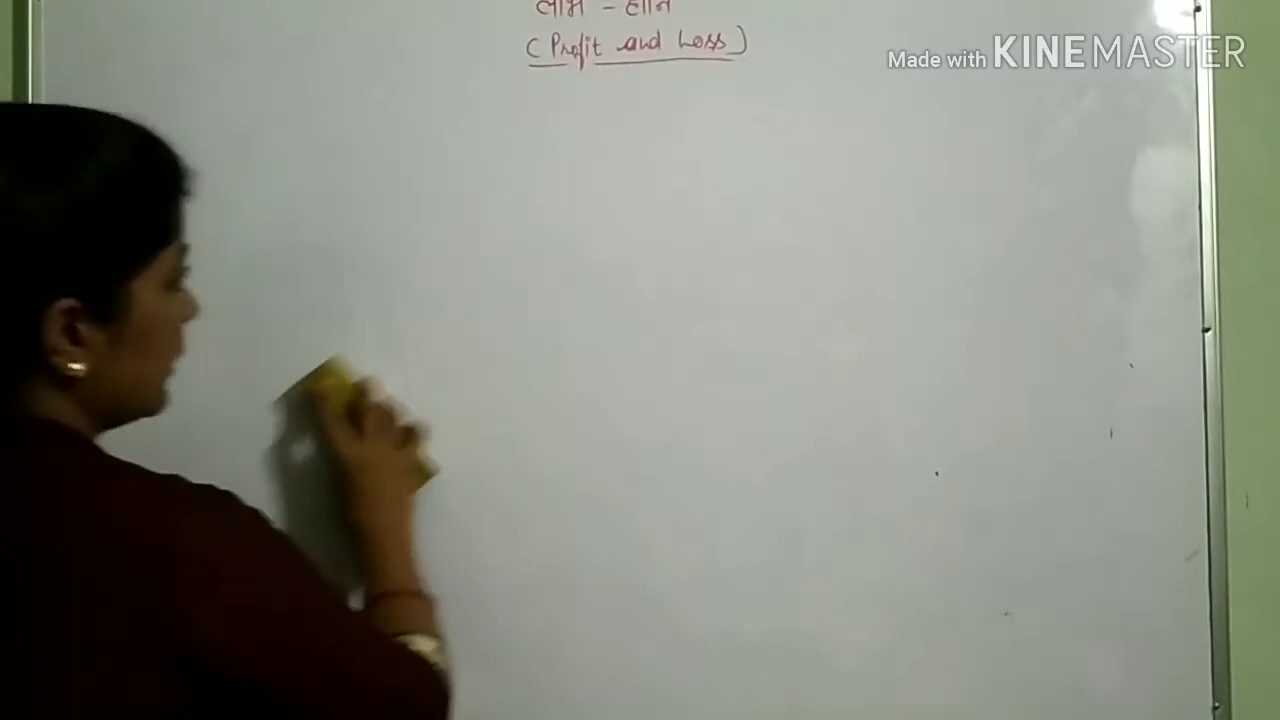 लाभ - हानि
(Profit and Loss)
Made with KINEMASTER